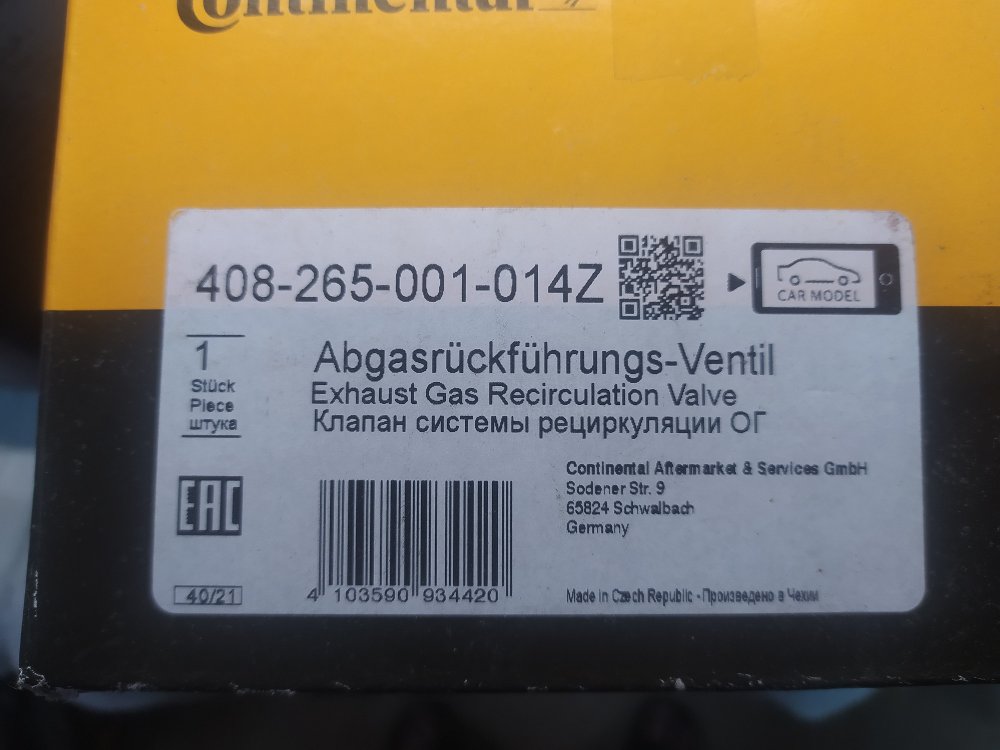 Continental
408-265-001-014Z
CAR MODEL
1
Stück
Piece
штука
Abgasrückführungs-Ventil
Exhaust Gas Recirculation Valve
Клапан системы рециркуляции ОГ
Continental Aftermarket & Services GmbH
Sodener Str. 9
65824 Schwalbach
Germany
EAC
40/21
4 103590 934420
Made in Czech Republic - Произведено в Чехии